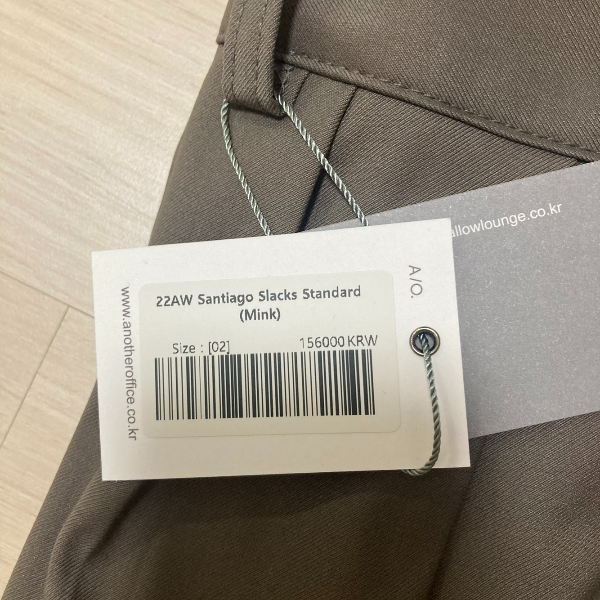 22AW Santiago Slacks Standard
(Mink)
Size : [02] 156000 KRW
www.anotheroffice.co.kr
A/O.
allowlounge.co.kr